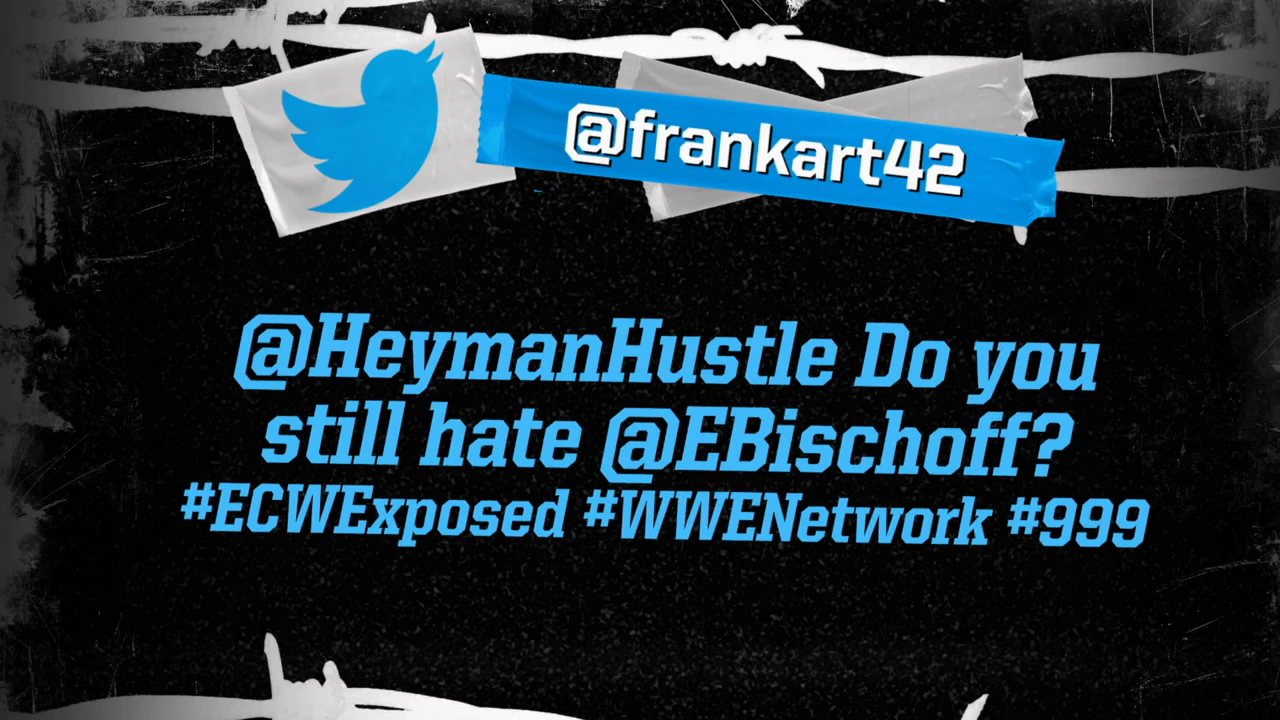 @frankart42
@HeymanHustle Do you
still hate @EBischoff?
#ECWExposed #WWENetwork #999